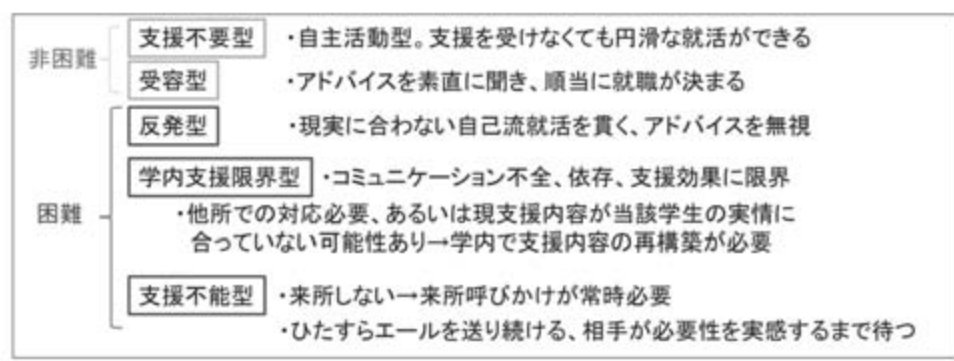 非困難
支援不要型 ・自主活動型。支援を受けなくても円滑な就活ができる
受容型 ・アドバイスを素直に聞き、順当に就職が決まる
困難
反発型 ・現実に合わない自己流就活を貫く、アドバイスを無視
学内支援限界型 ・コミュニケーション不全、依存、支援効果に限界
・他所での対応必要、あるいは現支援内容が当該学生の実情に
合っていない可能性あり→学内で支援内容の再構築が必要
支援不能型 ・来所しない→来所呼びかけが常時必要
・ひたすらエールを送り続ける、相手が必要性を実感するまで待つ